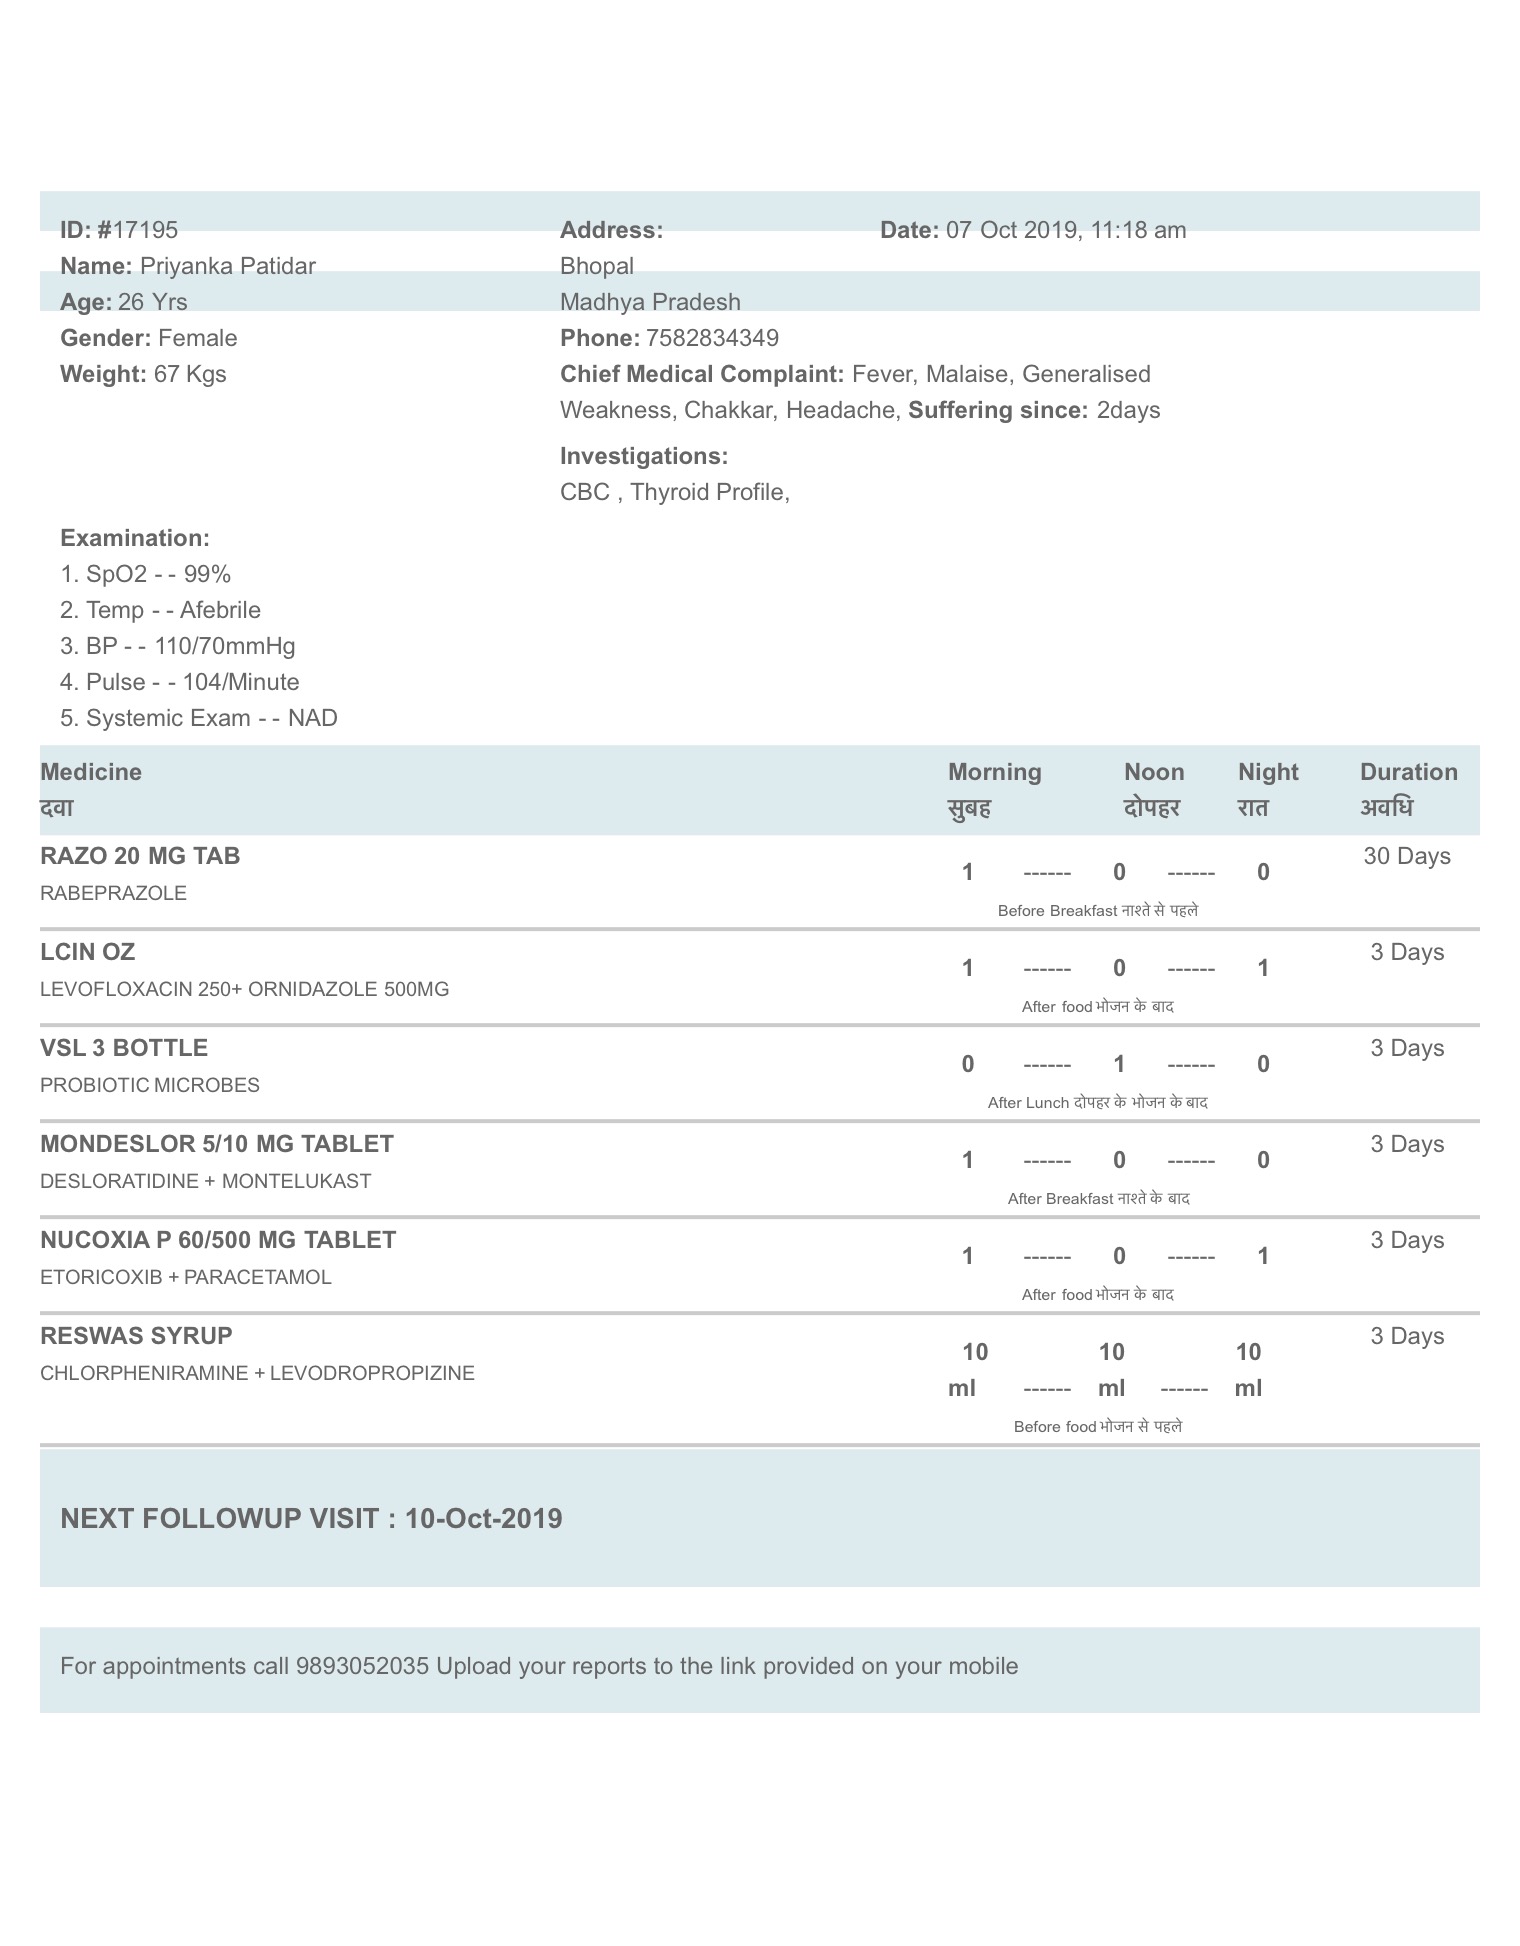 ID: #17195
Name: Priyanka Patidar
Age: 26 Yrs
Gender: Female
Weight: 67 Kgs
Address:
Bhopal
Madhya Pradesh
Phone: 7582834349
Chief Medical Complaint: Fever, Malaise, Generalised
Weakness, Chakkar, Headache, Suffering since: 2days
Investigations:
CBC , Thyroid Profile,
Date: 07 Oct 2019, 11:18 am
Examination:
1. SpO2 - - 99%
2. Temp - - Afebrile
3. BP - - 110/70mmHg
4. Pulse - - 104/Minute
5. Systemic Exam - - NAD
Medicine Morning Noon Night Duration
दवा सुबह दोपहर रात अवधि
RAZO 20 MG TAB 30 Days
1 ------ 0 ------ 0
RABEPRAZOLE
Before Breakfast नाश्ते से पहले
LCIN OZ 3 Days
1 ------ 0 ------ 1
LEVOFLOXACIN 250+ ORNIDAZOLE 500MG
After food भोजन के बाद
VSL 3 BOTTLE 3 Days
0 ------ 1 ------ 0
PROBIOTIC MICROBES
After Lunch दोपहर के भोजन के बाद
MONDESLOR 5/10 MG TABLET 3 Days
1 ------ 0 ------ 0
DESLORATIDINE + MONTELUKAST
After Breakfast नाश्ते के बाद
NUCOXIA P 60/500 MG TABLET 3 Days
1 ------ 0 ------ 1
ETORICOXIB + PARACETAMOL
After food भोजन के बाद
RESWAS SYRUP 3 Days
10 10 10
CHLORPHENIRAMINE + LEVODROPROPIZINE
ml ------ ml ------ ml
Before food भोजन से पहले
NEXT FOLLOWUP VISIT : 10-Oct-2019
For appointments call 9893052035 Upload your reports to the link provided on your mobile